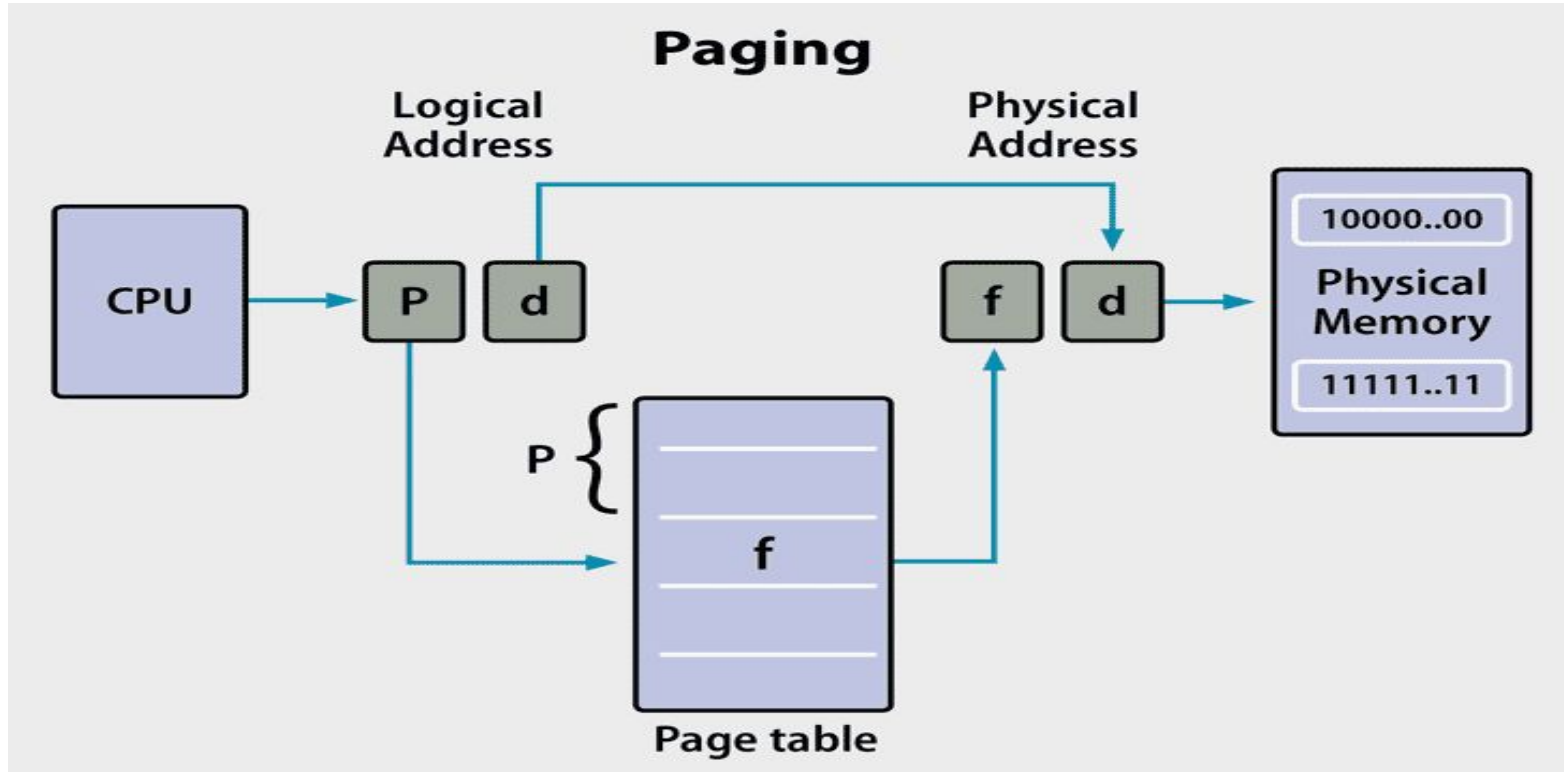 Paging
Logical
Address
Physical
Address
CPU
P
d
f
d
10000..00
Physical
Memory
11111..11
P
f
Page table